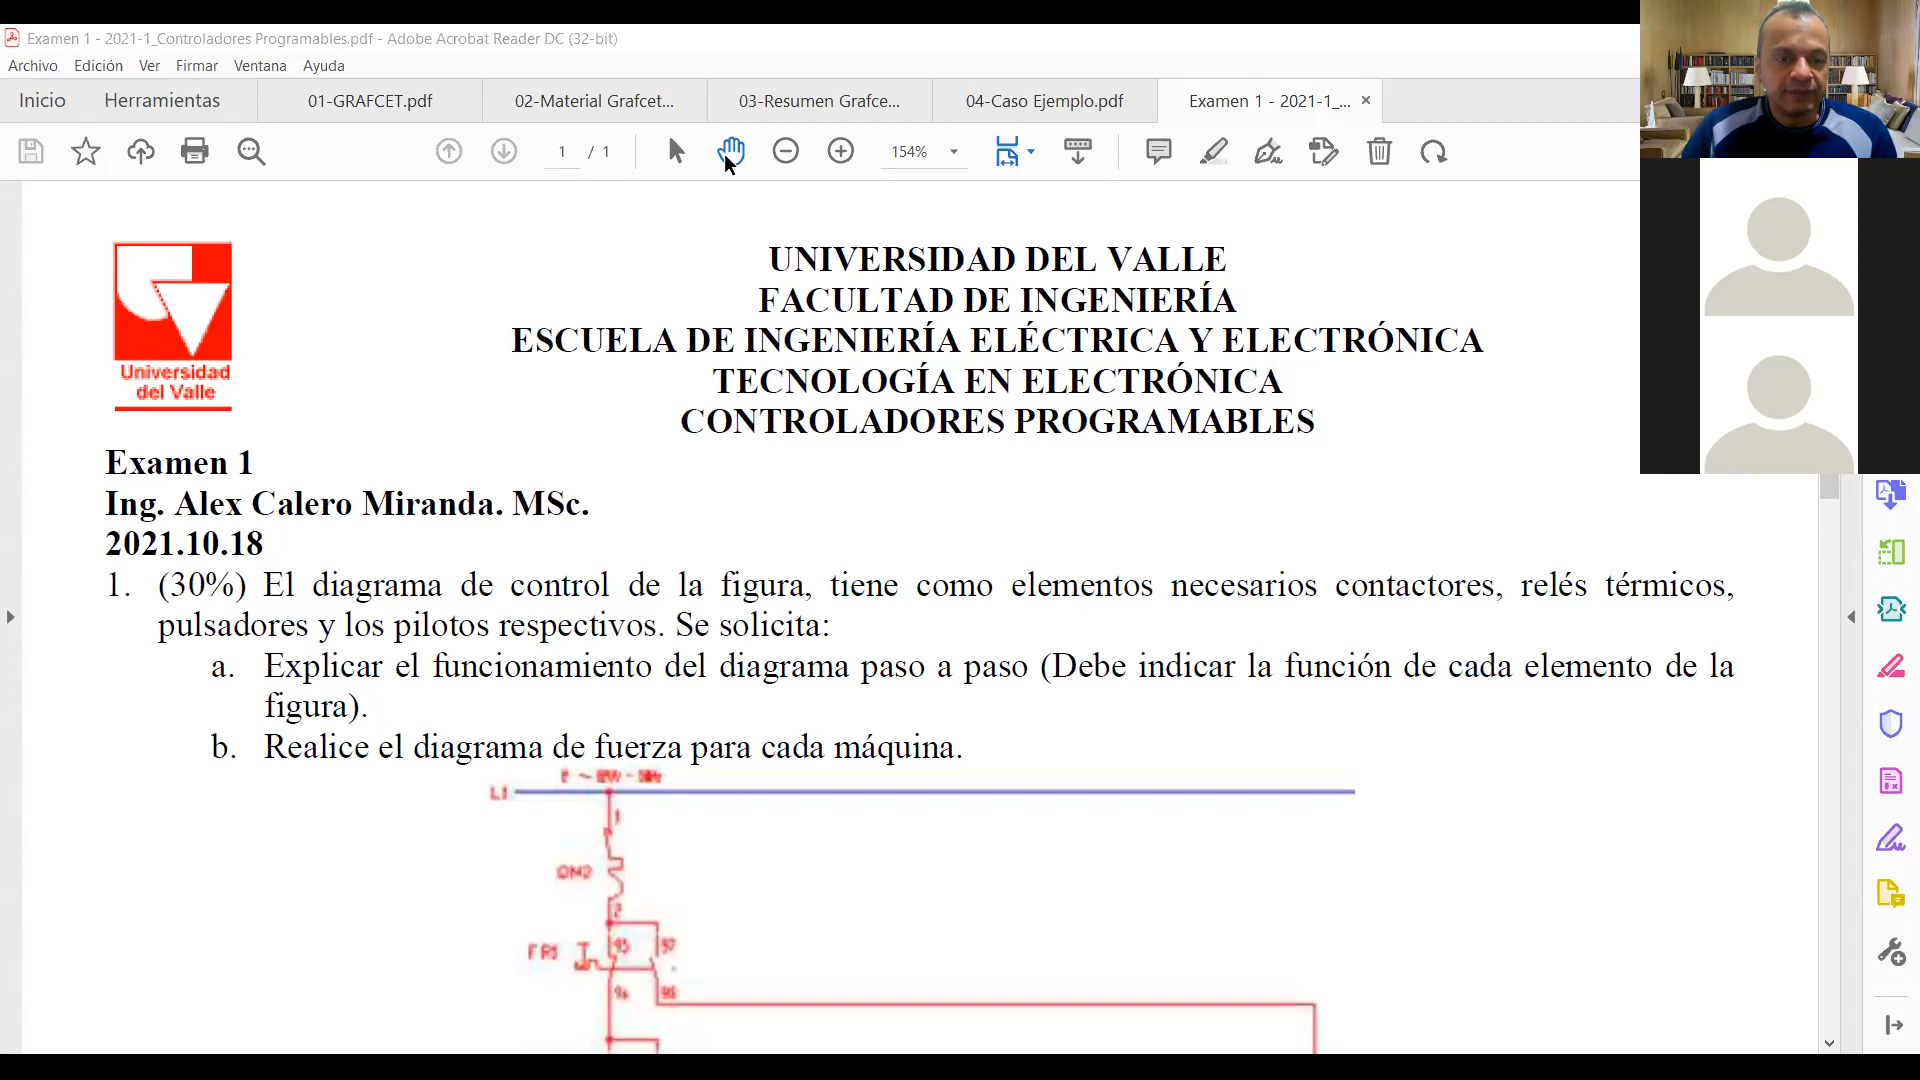 Examen 1 - 2021-1_Controladores Programables.pdf - Adobe Acrobat Reader DC (32-bit)
Archivo Edición Ver Firmar Ventana Ayuda
Inicio Herramientas 01-GRAFCET.pdf 02-Material Grafcet... 03-Resumen Grafce... 04-Caso Ejemplo.pdf Examen 1 - 2021-1_... ×
1 / 1 154%
UNIVERSIDAD DEL VALLE
FACULTAD DE INGENIERÍA
ESCUELA DE INGENIERÍA ELÉCTRICA Y ELECTRÓNICA
TECNOLOGÍA EN ELECTRÓNICA
CONTROLADORES PROGRAMABLES
Universidad
del Valle
Examen 1
Ing. Alex Calero Miranda. MSc.
2021.10.18
1. (30%) El diagrama de control de la figura, tiene como elementos necesarios contactores, relés térmicos,
pulsadores y los pilotos respectivos. Se solicita:
a. Explicar el funcionamiento del diagrama paso a paso (Debe indicar la función de cada elemento de la
figura).
b. Realice el diagrama de fuerza para cada máquina.
L1
1
QM2
2
FR1 95 97
96 98